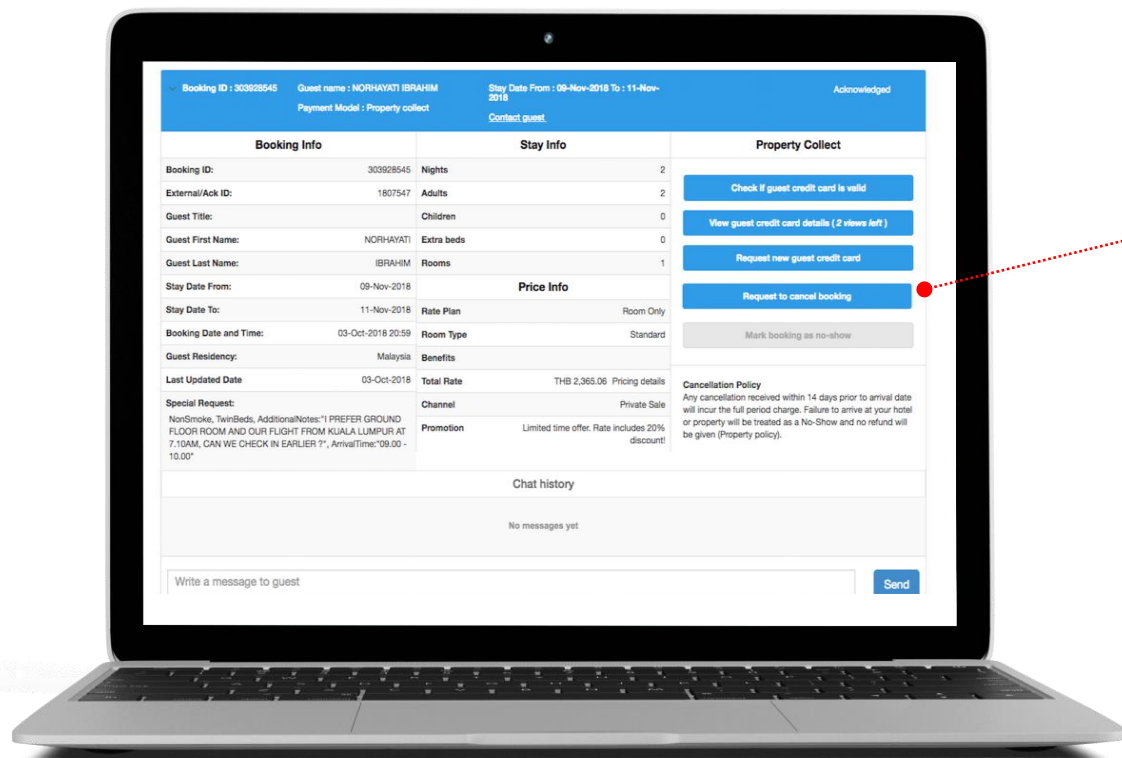 Booking ID : 303928545
Guest name : NORHAYATI IBRAHIM
Payment Model : Property collect
Stay Date From : 09-Nov-2018 To : 11-Nov-
2018
Contact guest
Acknowledged
Booking Info
Booking ID: 303928545
External/Ack ID: 1807547
Guest Title:
Guest First Name: NORHAYATI
Guest Last Name: IBRAHIM
Stay Date From: 09-Nov-2018
Stay Date To: 11-Nov-2018
Booking Date and Time: 03-Oct-2018 20:59
Guest Residency: Malaysia
Last Updated Date 03-Oct-2018
Special Request:
NonSmoke, TwinBeds, AdditionalNotes:"I PREFER GROUND
FLOOR ROOM AND OUR FLIGHT FROM KUALA LUMPUR AT
7.10AM, CAN WE CHECK IN EARLIER ?", ArrivalTime:"09.00 -
10.00"
Stay Info
Nights 2
Adults 2
Children 0
Extra beds 0
Rooms 1
Price Info
Rate Plan Room Only
Room Type Standard
Benefits
Total Rate THB 2,365.06 Pricing details
Channel Private Sale
Promotion Limited time offer. Rate includes 20%
discount!
Property Collect
Check if guest credit card is valid
View guest credit card details ( 2 views left )
Request new guest credit card
Request to cancel booking
Mark booking as no-show
Cancellation Policy
Any cancellation received within 14 days prior to arrival date
will incur the full period charge. Failure to arrive at your hotel
or property will be treated as a No-Show and no refund will
be given (Property policy).
Chat history
No messages yet
Write a message to guest
Send